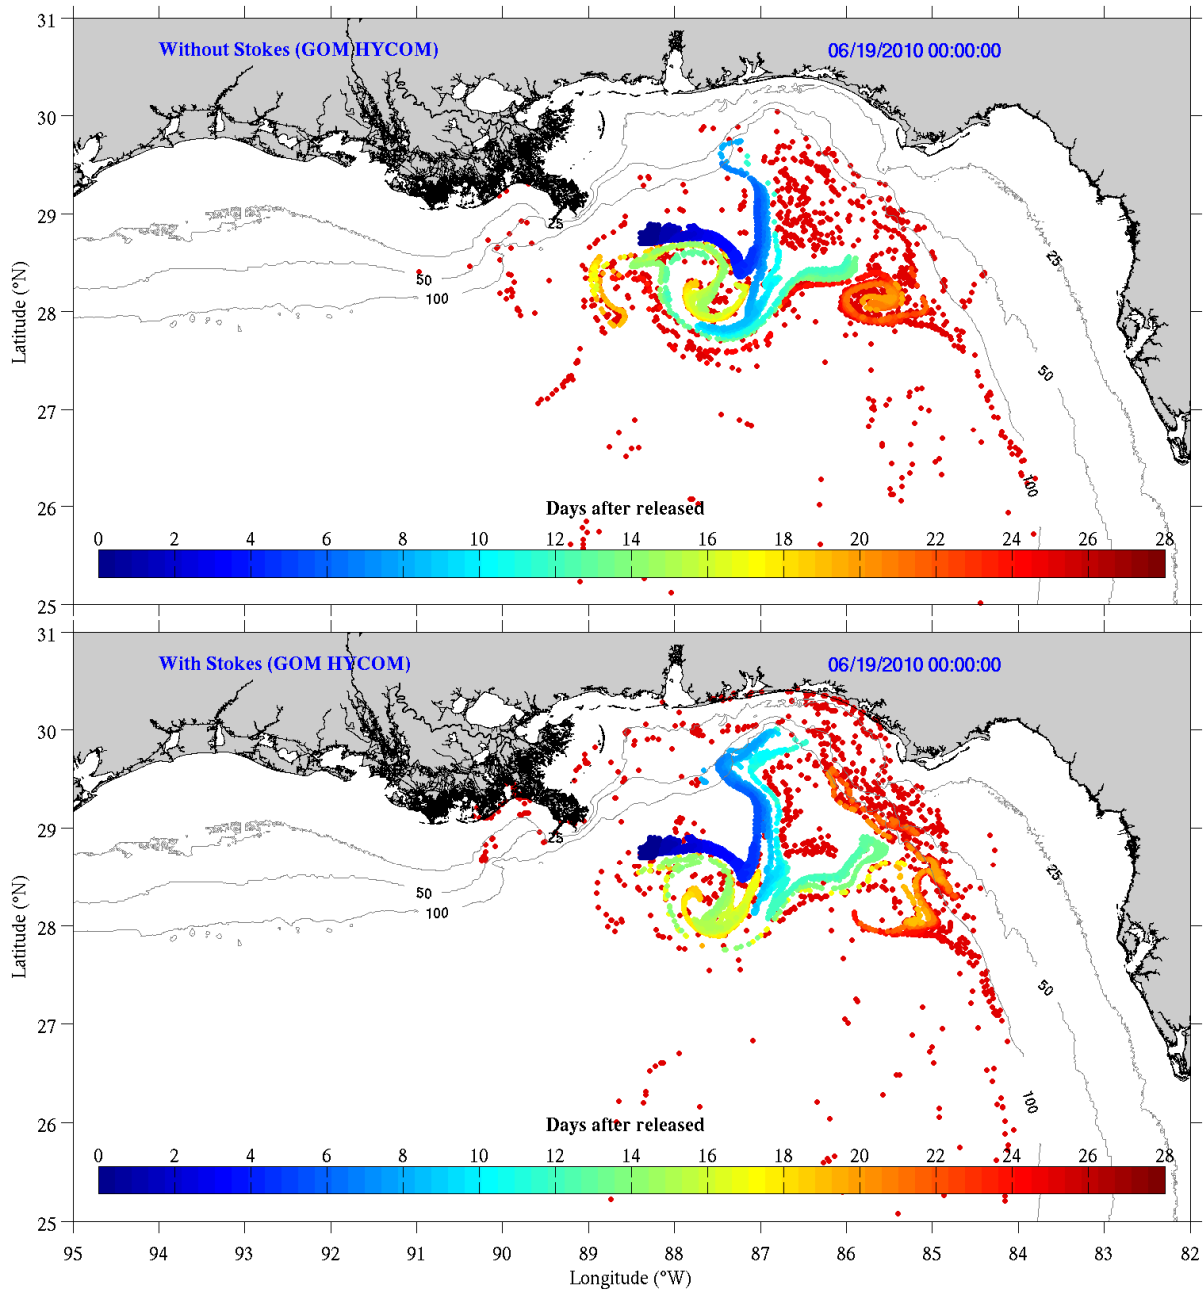 31
Without Stokes (GOM HYCOM) 06/19/2010 00:00:00
30
29
25
28
50
100
25
Latitude (°N)
27
50
26
100
Days after released
0 2 4 6 8 10 12 14 16 18 20 22 24 26 28
25
31
With Stokes (GOM HYCOM) 06/19/2010 00:00:00
30
29
25
28
50
100
25
Latitude (°N)
27
50
26
100
Days after released
0 2 4 6 8 10 12 14 16 18 20 22 24 26 28
25
95 94 93 92 91 90 89 88 87 86 85 84 83 82
Longitude (°W)